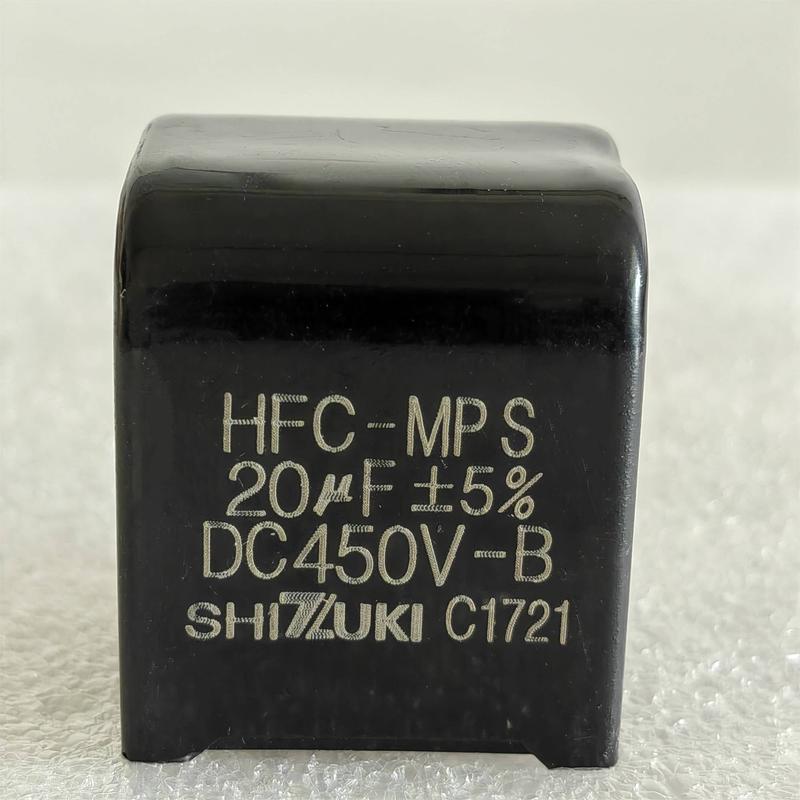 HFC-MPS
20μF ±5%
DC450V-B
SHIZUKI C1721